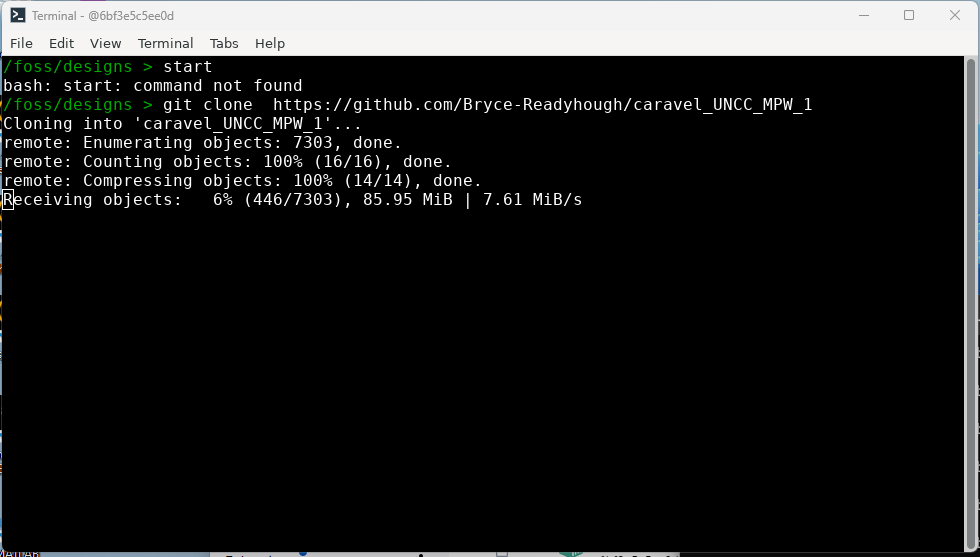 Terminal - @6bf3e5c5ee0d
File Edit View Terminal Tabs Help
/foss/designs > start
bash: start: command not found
/foss/designs > git clone  https://github.com/Bryce-Readyhough/caravel_UNCC_MPW_1
Cloning into 'caravel_UNCC_MPW_1'...
remote: Enumerating objects: 7303, done.
remote: Counting objects: 100% (16/16), done.
remote: Compressing objects: 100% (14/14), done.
Receiving objects:   6% (446/7303), 85.95 MiB | 7.61 MiB/s
MATLAB